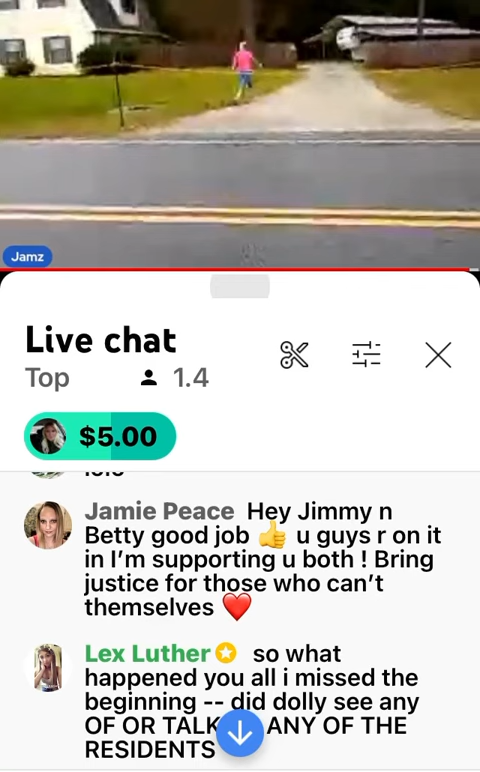 Jamz
Live chat
Top 1.4
$5.00
Jamie Peace Hey Jimmy n
Betty good job 👍 u guys r on it
in I'm supporting u both ! Bring
justice for those who can't
themselves ❤️
Lex Luther so what
happened you all i missed the
beginning -- did dolly see any
OF OR TALK ANY OF THE
RESIDENTS